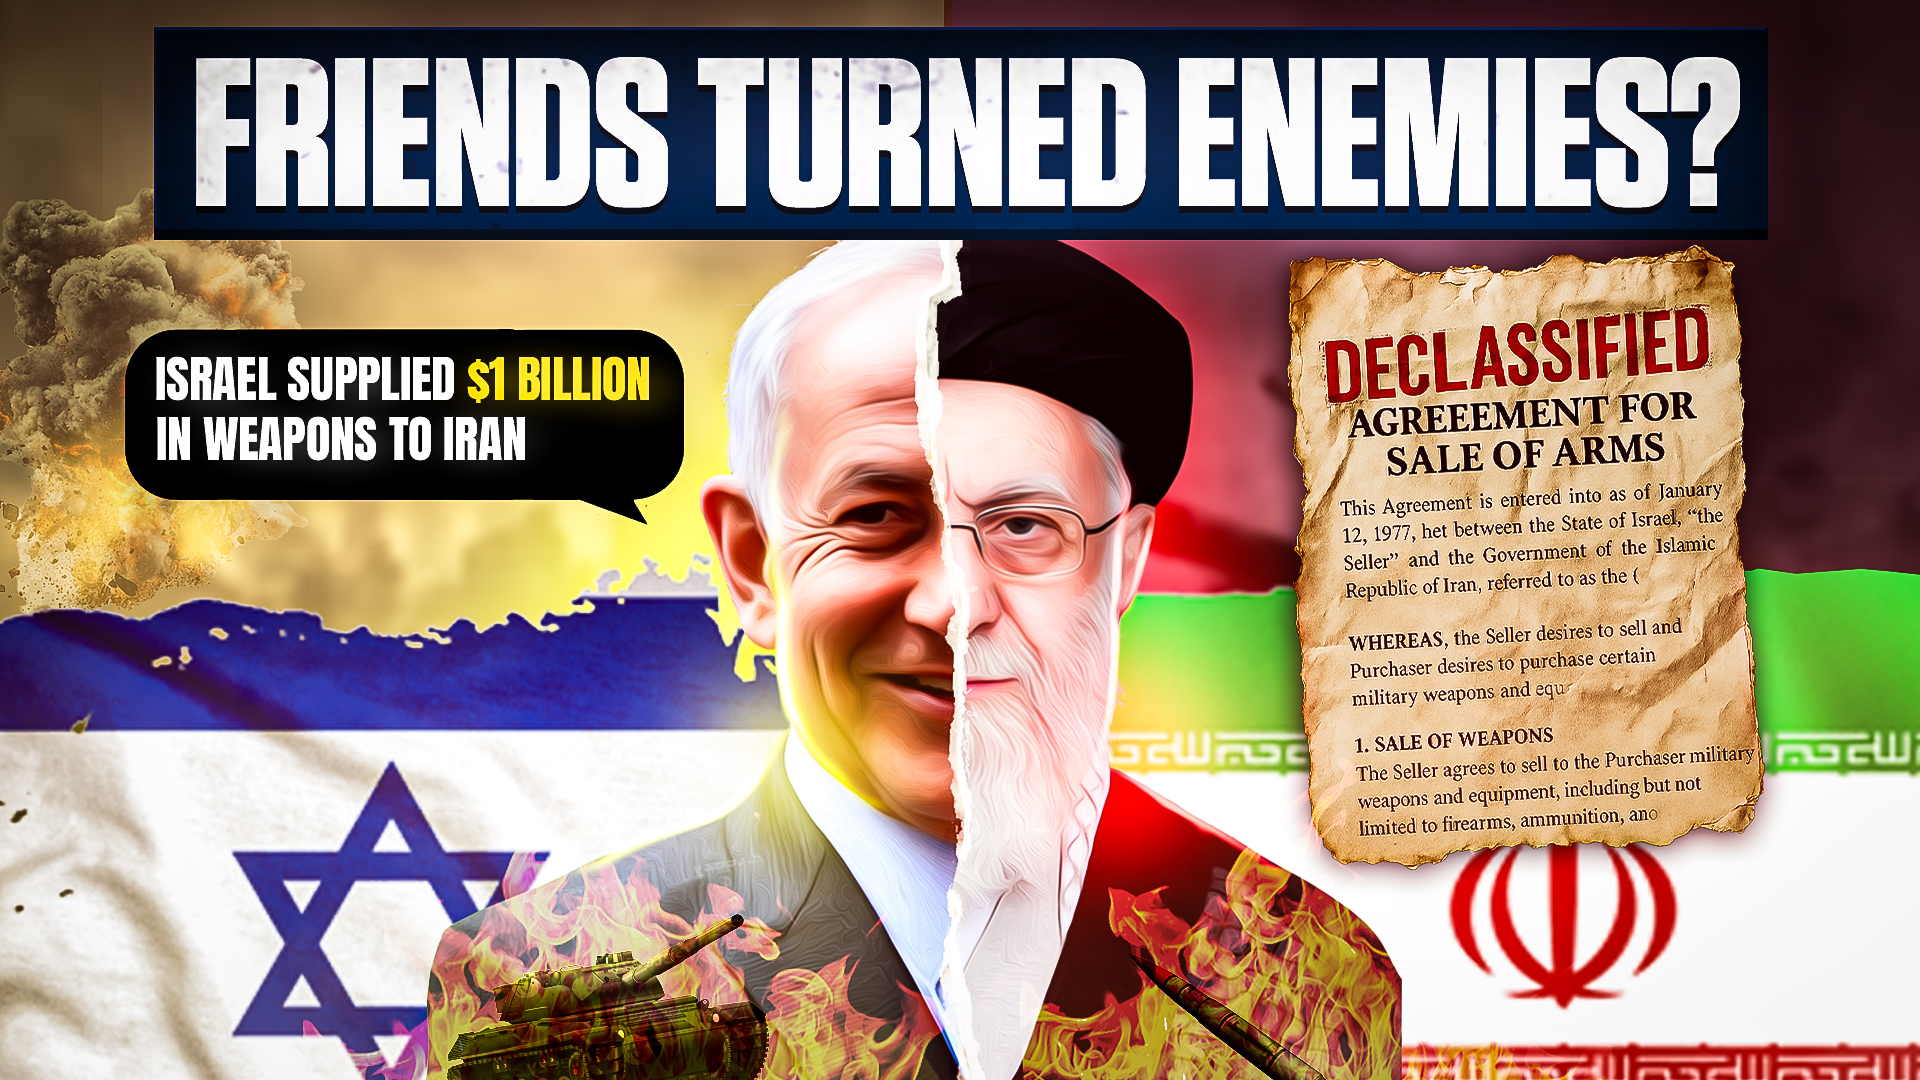 FRIENDS TURNED ENEMIES?
ISRAEL SUPPLIED $1 BILLION
IN WEAPONS TO IRAN
DECLASSIFIED
AGREEEMENT FOR
SALE OF ARMS
This Agreement is entered into as of January
12, 1977, het between the State of Israel, “the
Seller” and the Government of the Islamic
Republic of Iran, referred to as the (
WHEREAS, the Seller desires to sell and
Purchaser desires to purchase certain
military weapons and equ
1. SALE OF WEAPONS
The Seller agrees to sell to the Purchaser military
weapons and equipment, including but not
limited to firearms, ammunition, and